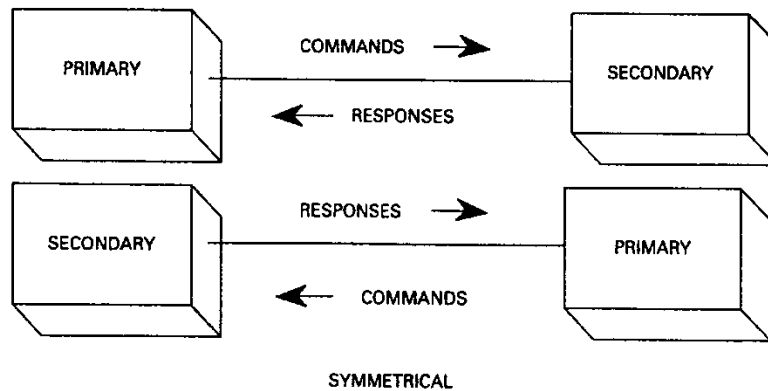 COMMANDS
PRIMARY
SECONDARY
RESPONSES
RESPONSES
SECONDARY
PRIMARY
COMMANDS
SYMMETRICAL